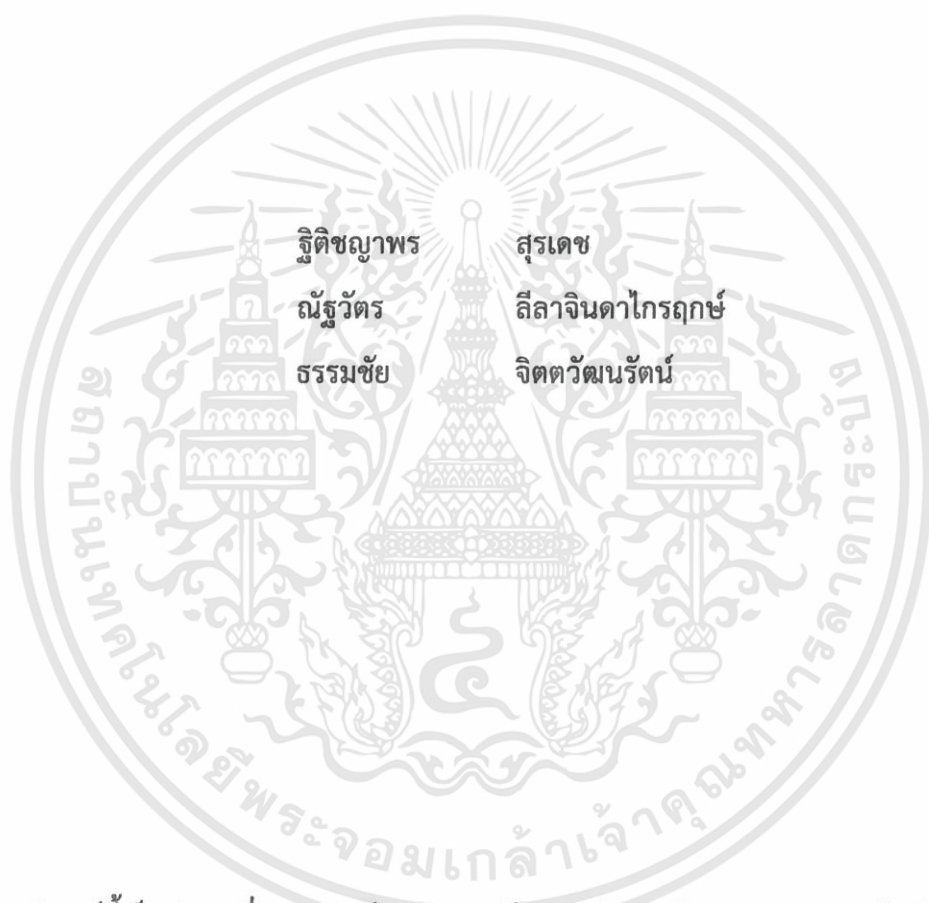 ฐิติชญาพร สุรเดช
ณัฐวัตร ลีลาจินดาไกรฤกษ์
ธรรมชัย จิตตวัฒนรัตน์
สถาบันเทคโนโลยีพระจอมเกล้าเจ้าคุณทหารลาดกระบัง